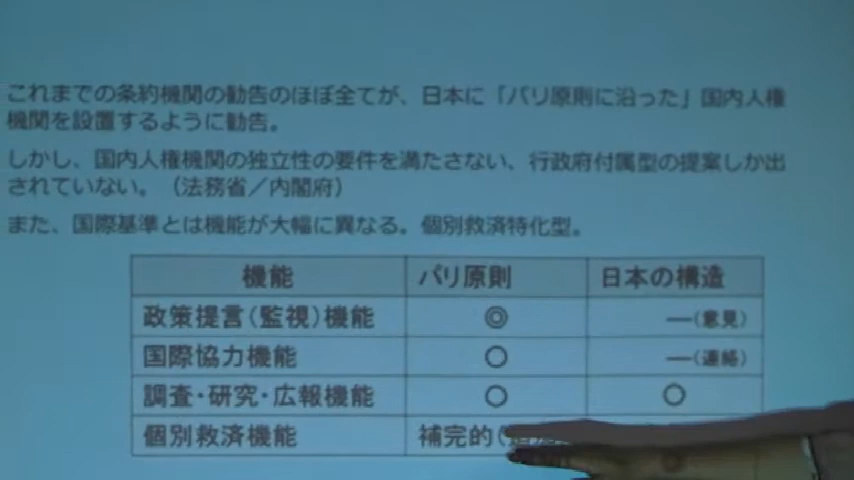 これまでの条約機関の勧告のほぼ全てが、日本に「パリ原則に沿った」国内人権
機関を設置するように勧告。
しかし、国内人権機関の独立性の要件を満たさない、行政府付属型の提案しか出
されていない。（法務省／内閣府）
また、国際基準とは機能が大幅に異なる。個別救済特化型。
機能 パリ原則 日本の構造
政策提言(監視)機能 ◎ ―(意見)
国際協力機能 ○ ―(連絡)
調査・研究・広報機能 ○ ○
個別救済機能 補完的(